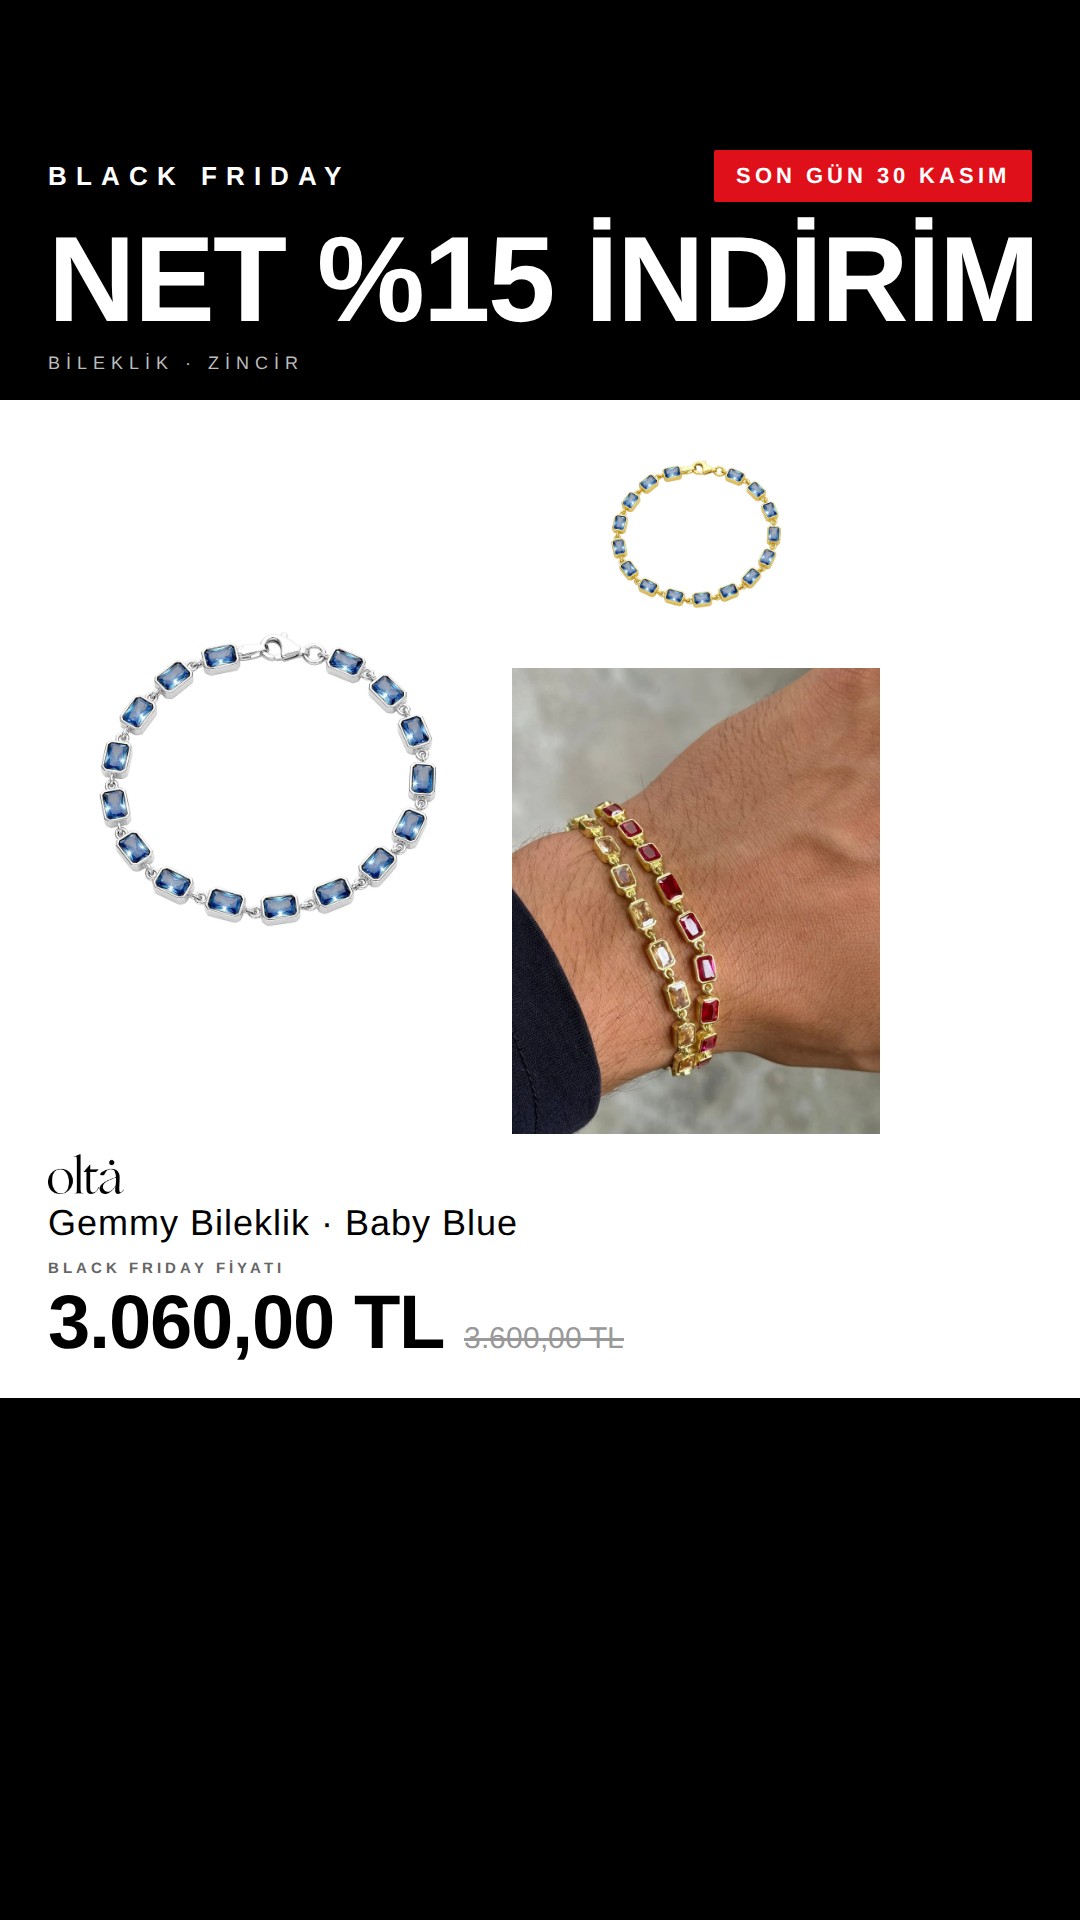 BLACK FRIDAY
SON GÜN 30 KASIM
NET %15 İNDİRİM
BİLEKLİK · ZİNCİR
oltȧ
Gemmy Bileklik · Baby Blue
BLACK FRIDAY FİYATI
3.060,00 TL 3.600,00 TL